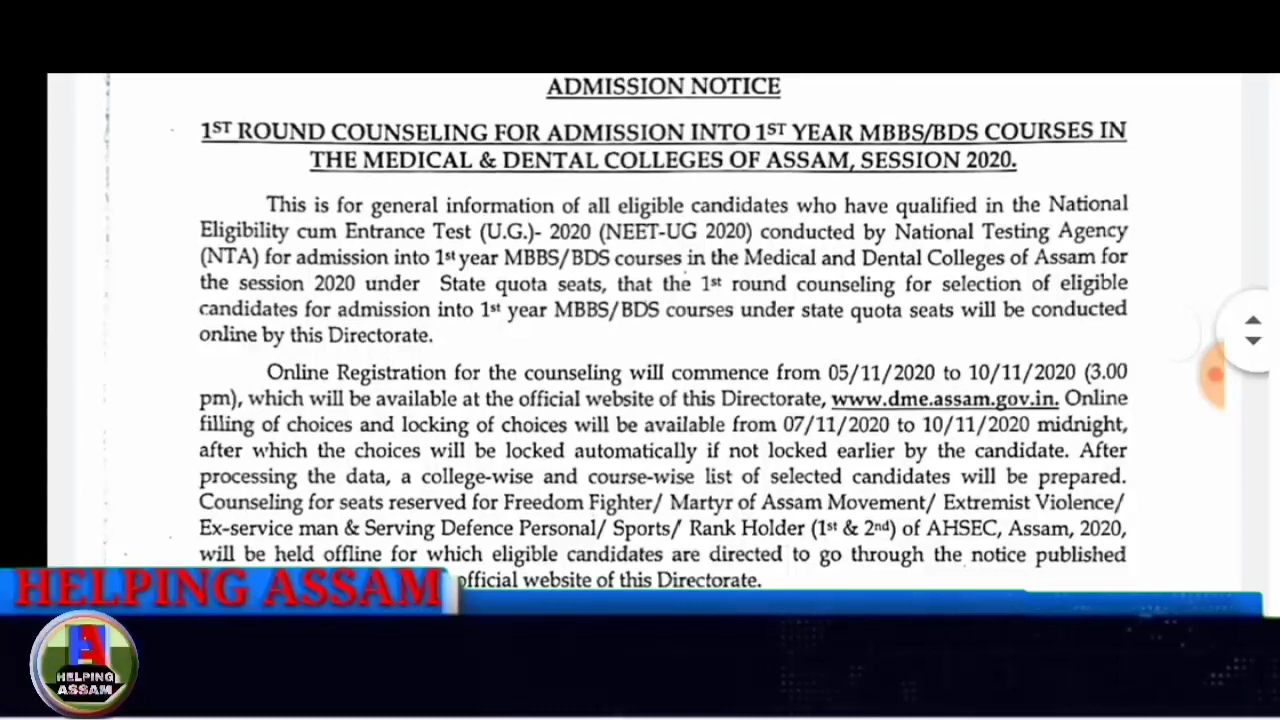 ADMISSION NOTICE
1ST ROUND COUNSELING FOR ADMISSION INTO 1ST YEAR MBBS/BDS COURSES IN
THE MEDICAL & DENTAL COLLEGES OF ASSAM, SESSION 2020.
This is for general information of all eligible candidates who have qualified in the National
Eligibility cum Entrance Test (U.G.)- 2020 (NEET-UG 2020) conducted by National Testing Agency
(NTA) for admission into 1st year MBBS/BDS courses in the Medical and Dental Colleges of Assam for
the session 2020 under State quota seats, that the 1st round counseling for selection of eligible
candidates for admission into 1st year MBBS/BDS courses under state quota seats will be conducted
online by this Directorate.
Online Registration for the counseling will commence from 05/11/2020 to 10/11/2020 (3.00
pm), which will be available at the official website of this Directorate, www.dme.assam.gov.in. Online
filling of choices and locking of choices will be available from 07/11/2020 to 10/11/2020 midnight,
after which the choices will be locked automatically if not locked earlier by the candidate. After
processing the data, a college-wise and course-wise list of selected candidates will be prepared.
Counseling for seats reserved for Freedom Fighter/ Martyr of Assam Movement/ Extremist Violence/
Ex-service man & Serving Defence Personal/ Sports/ Rank Holder (1st & 2nd) of AHSEC, Assam, 2020,
will be held offline for which eligible candidates are directed to go through the notice published
official website of this Directorate.
HELPING ASSAM
HA
HELPING
ASSAM